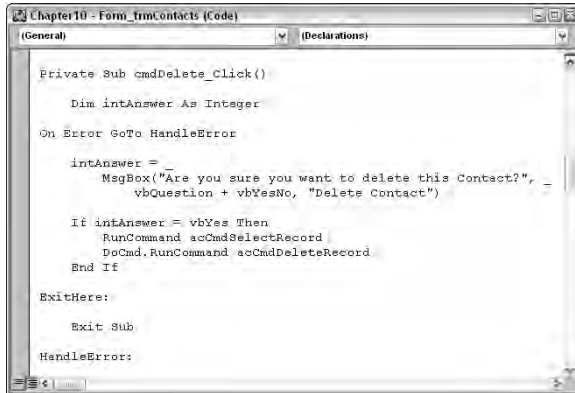 Chapter10 - Form_frmContacts (Code)
(General) (Declarations)
Private Sub cmdDelete_Click()
Dim intAnswer As Integer
On Error GoTo HandleError
intAnswer = _
MsgBox("Are you sure you want to delete this Contact?", _
vbQuestion + vbYesNo, "Delete Contact")
If intAnswer = vbYes Then
RunCommand acCmdSelectRecord
DoCmd.RunCommand acCmdDeleteRecord
End If
ExitHere:
Exit Sub
HandleError: